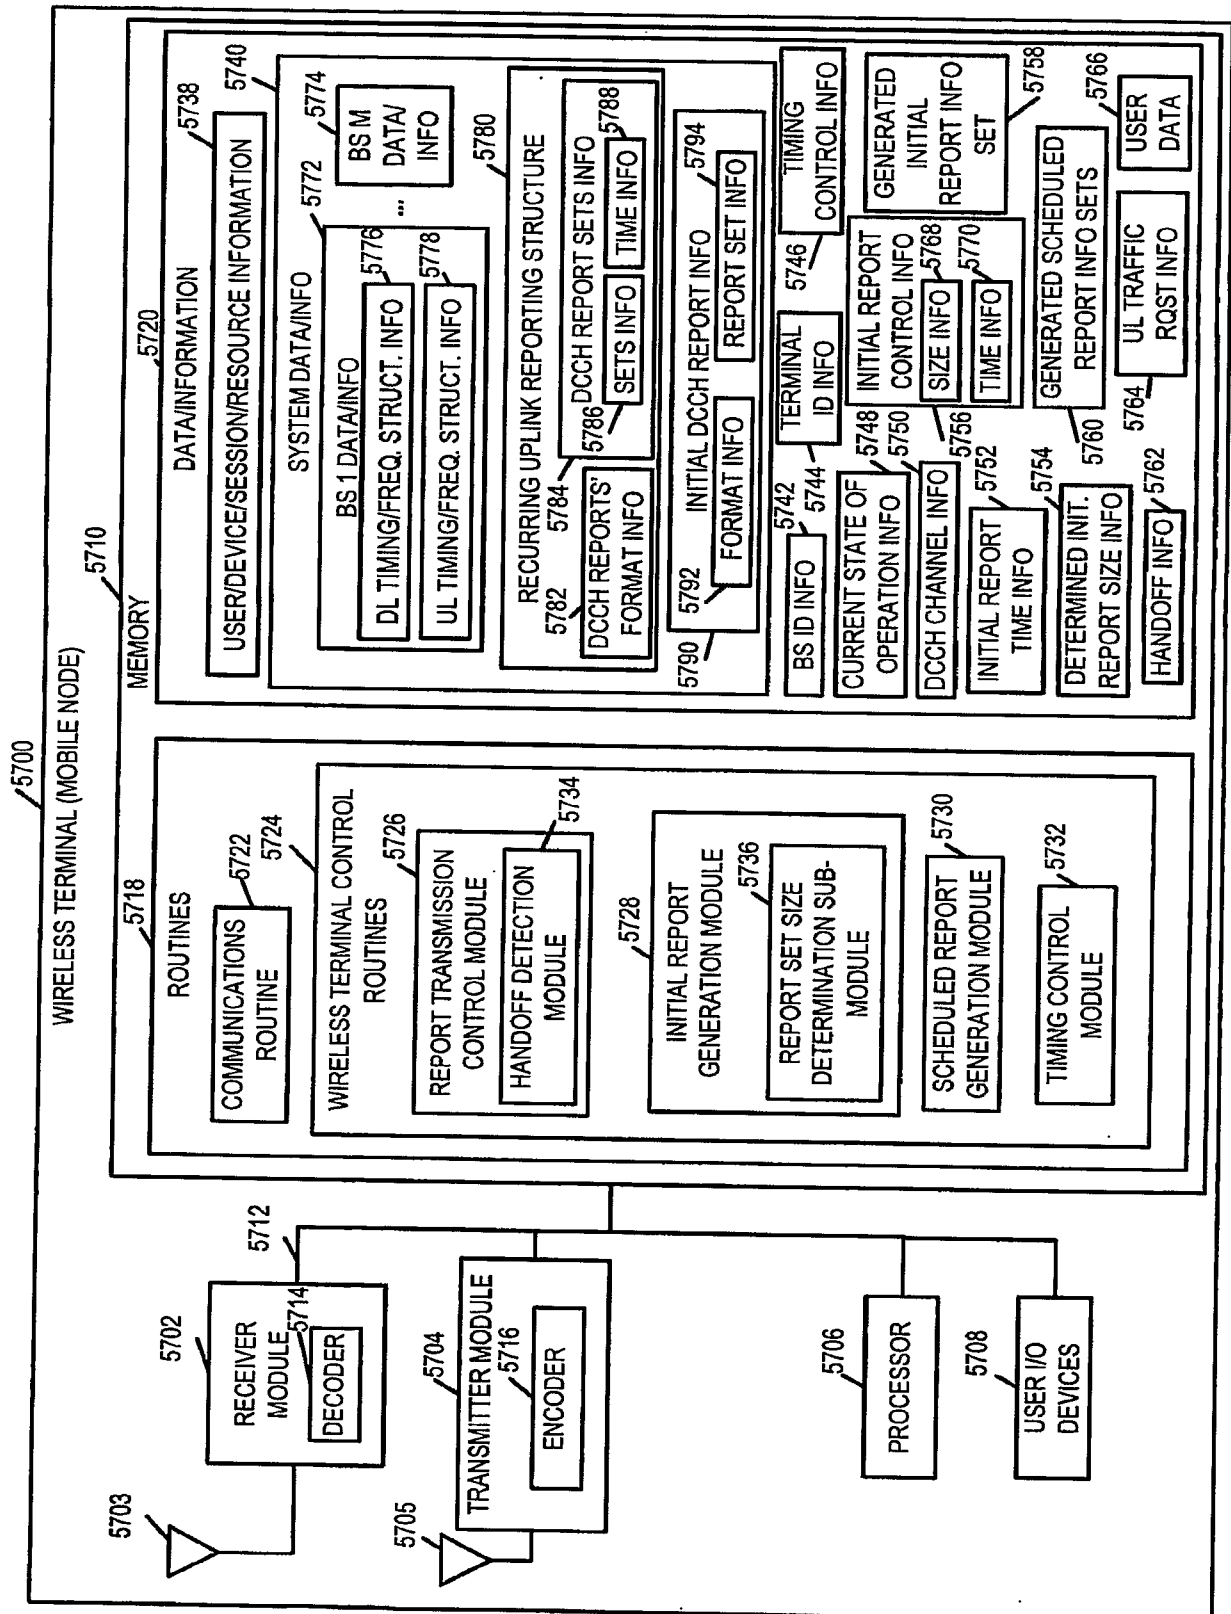 5700
WIRELESS TERMINAL (MOBILE NODE)
5703
5702
RECEIVER
MODULE
5714
DECODER
5712
5705
5704
TRANSMITTER MODULE
5716
ENCODER
5706
PROCESSOR
5708
USER I/O
DEVICES
5710
MEMORY
5718
ROUTINES
5722
COMMUNICATIONS
ROUTINE
5724
WIRELESS TERMINAL CONTROL
ROUTINES
5726
REPORT TRANSMISSION
CONTROL MODULE
5734
HANDOFF DETECTION
MODULE
5728
INITIAL REPORT
GENERATION MODULE
5736
REPORT SET SIZE
DETERMINATION SUB-
MODULE
5730
SCHEDULED REPORT
GENERATION MODULE
5732
TIMING CONTROL
MODULE
5720
DATA/INFORMATION
5738
USER/DEVICE/SESSION/RESOURCE INFORMATION
5740
SYSTEM DATA/INFO
5772
BS 1 DATA/INFO
5776
DL TIMING/FREQ. STRUCT. INFO
5778
UL TIMING/FREQ. STRUCT. INFO
...
5774
BS M
DATA/
INFO
5780
RECURRING UPLINK REPORTING STRUCTURE
5782
DCCH REPORTS'
FORMAT INFO
5784
DCCH REPORT SETS INFO
5786
SETS INFO
5788
TIME INFO
5790
INITIAL DCCH REPORT INFO
5792
FORMAT INFO
5794
REPORT SET INFO
5742
BS ID INFO
5744
TERMINAL
ID INFO
5746
TIMING
CONTROL INFO
5748
CURRENT STATE OF
OPERATION INFO
5750
DCCH CHANNEL INFO
5756
INITIAL REPORT
CONTROL INFO
5768
SIZE INFO
5770
TIME INFO
GENERATED
INITIAL
REPORT INFO
SET
5758
5752
INITIAL REPORT
TIME INFO
5754
DETERMINED INIT.
REPORT SIZE INFO
5760
GENERATED SCHEDULED
REPORT INFO SETS
5762
HANDOFF INFO
5764
UL TRAFFIC
RQST INFO
5766
USER
DATA